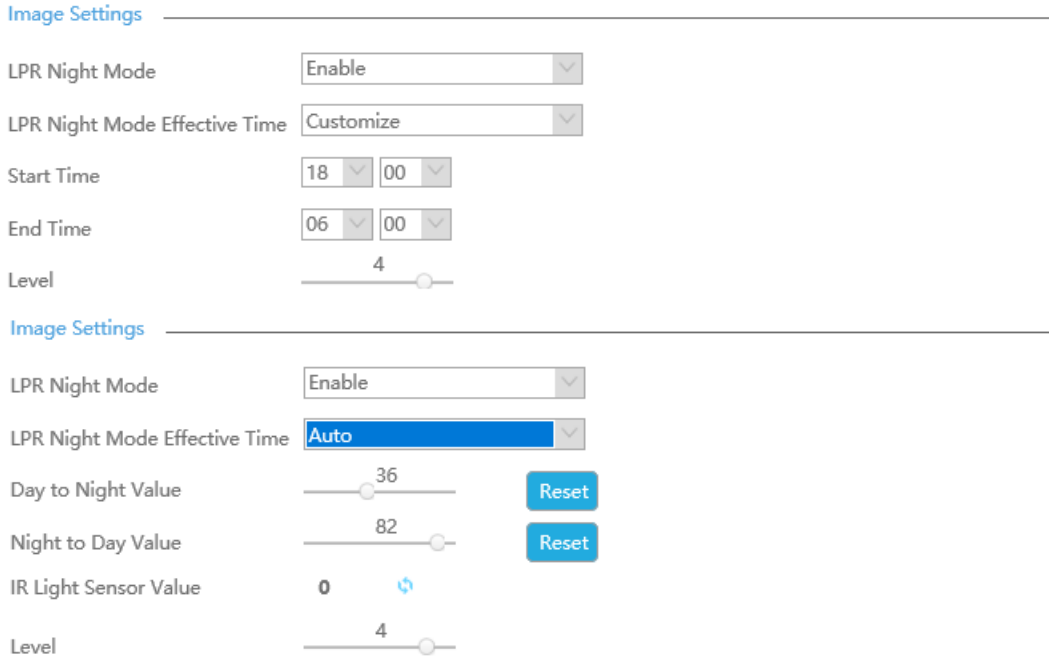 Image Settings
LPR Night Mode Enable
LPR Night Mode Effective Time Customize
Start Time 18 00
End Time 06 00
Level 4
Image Settings
LPR Night Mode Enable
LPR Night Mode Effective Time Auto
Day to Night Value 36 Reset
Night to Day Value 82 Reset
IR Light Sensor Value 0
Level 4